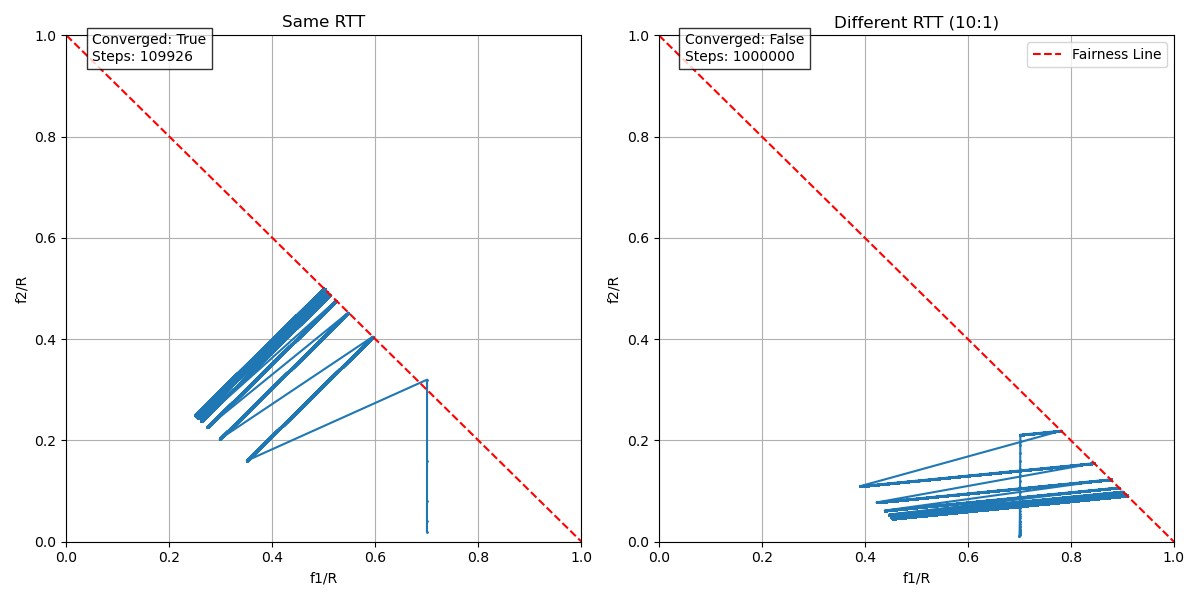 Same RTT
Converged: True
Steps: 109926
1.0
0.8
0.6
0.4
0.2
0.0
f2/R
0.0 0.2 0.4 0.6 0.8 1.0
f1/R
Different RTT (10:1)
Converged: False
Steps: 1000000
Fairness Line
1.0
0.8
0.6
0.4
0.2
0.0
f2/R
0.0 0.2 0.4 0.6 0.8 1.0
f1/R